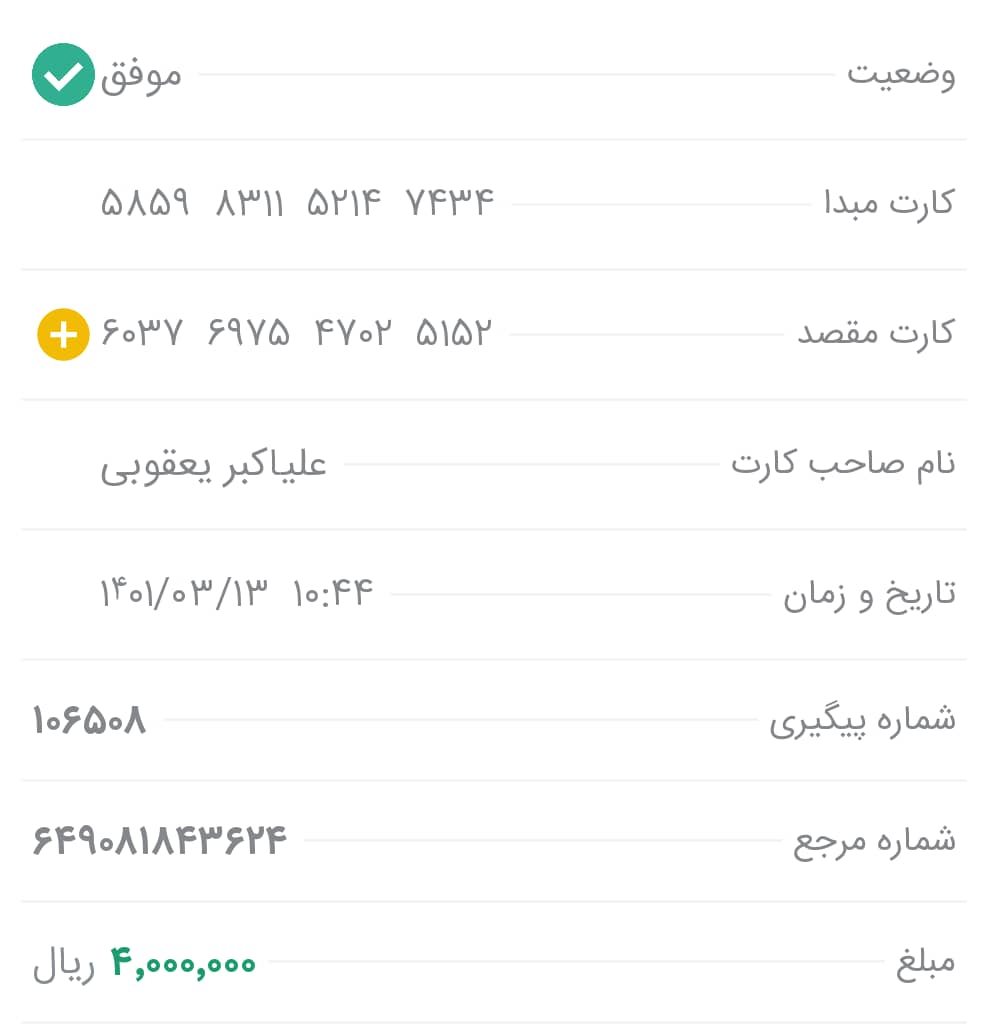 وضعیت موفق
کارت مبدا ۵۸۵۹ ۸۳۱۱ ۵۲۱۴ ۷۴۳۴
کارت مقصد ۶۰۳۷ ۶۹۷۵ ۴۷۰۲ ۵۱۵۲
نام صاحب کارت علیاکبر یعقوبی
تاریخ و زمان ۱۴۰۱/۰۳/۱۳ ۱۰:۴۴
شماره پیگیری ۱۰۶۵۰۸
شماره مرجع ۶۴۹۰۸۱۸۴۳۶۲۴
مبلغ ۴,۰۰۰,۰۰۰ ریال